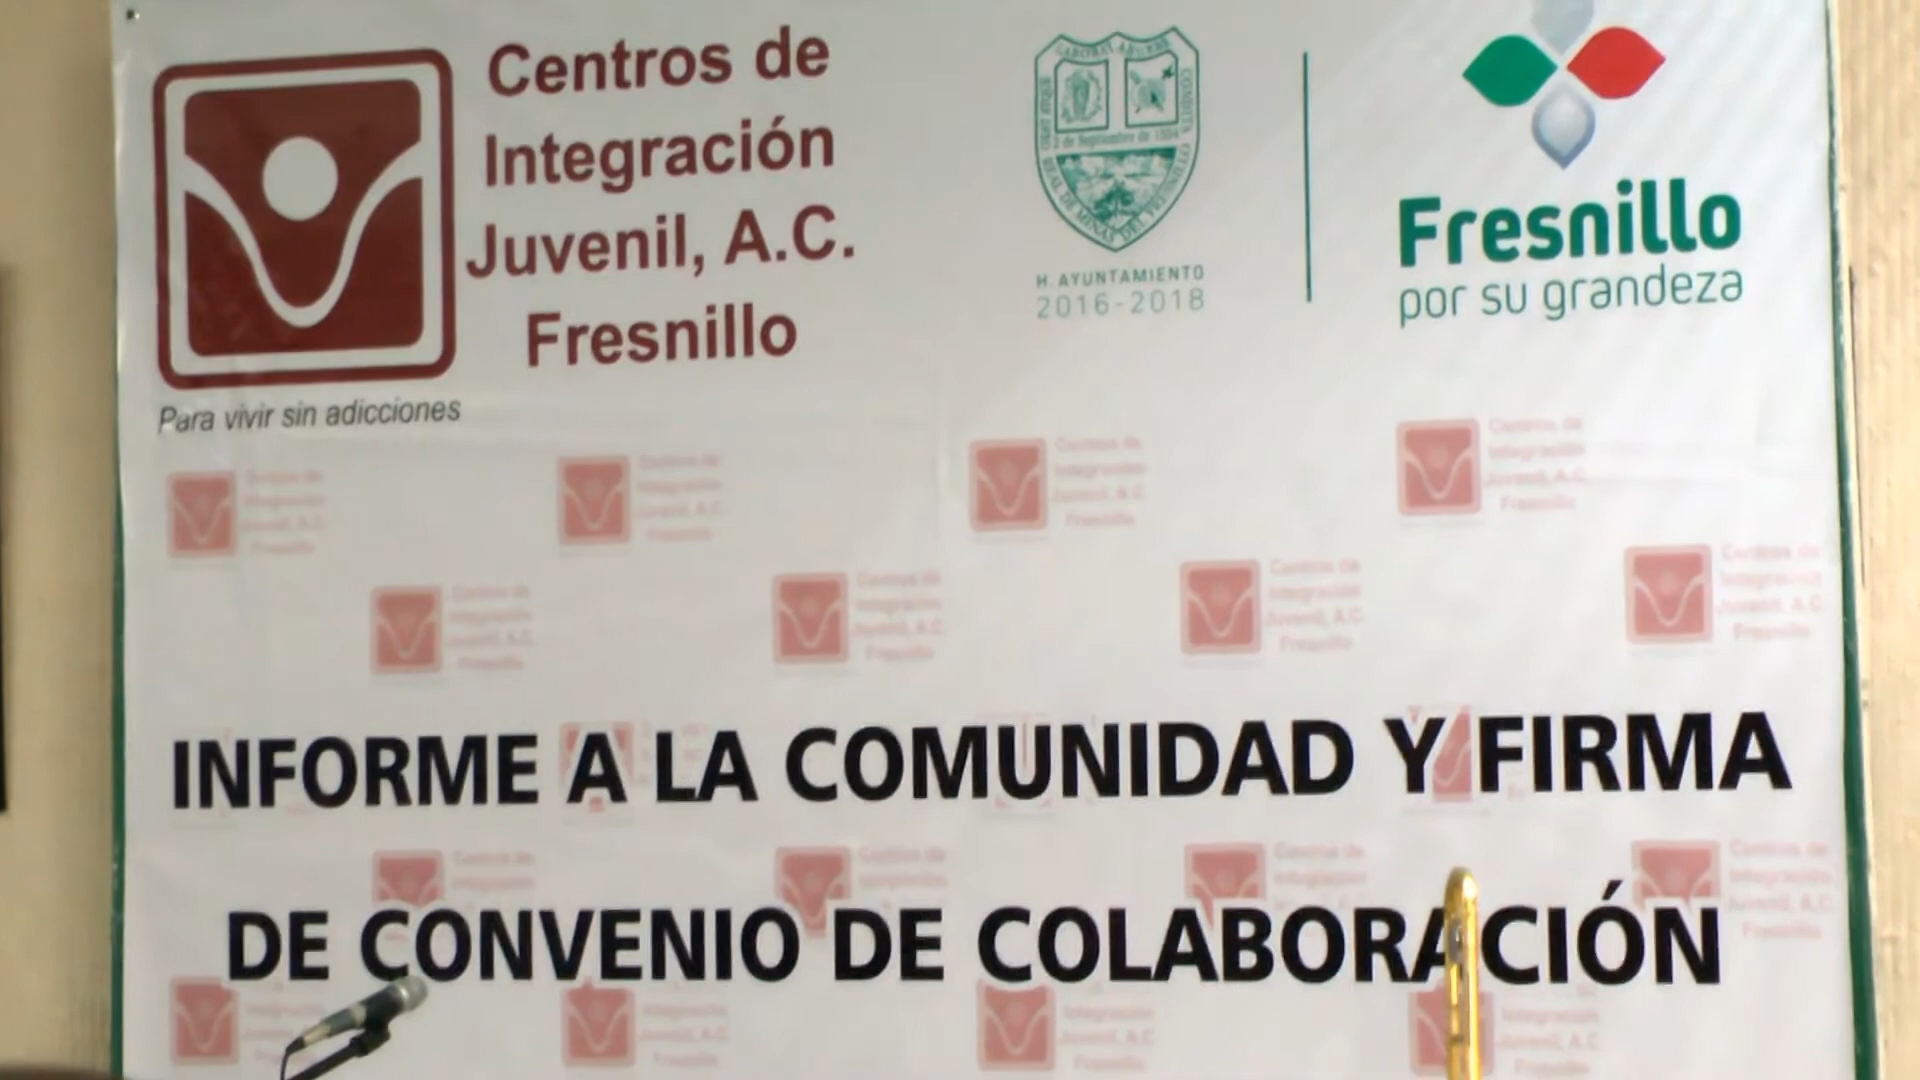 Centros de
Integración
Juvenil, A.C.
Fresnillo
Para vivir sin adicciones
H. AYUNTAMIENTO
2016-2018
Fresnillo
por su grandeza
INFORME A LA COMUNIDAD Y FIRMA
DE CONVENIO DE COLABORACIÓN